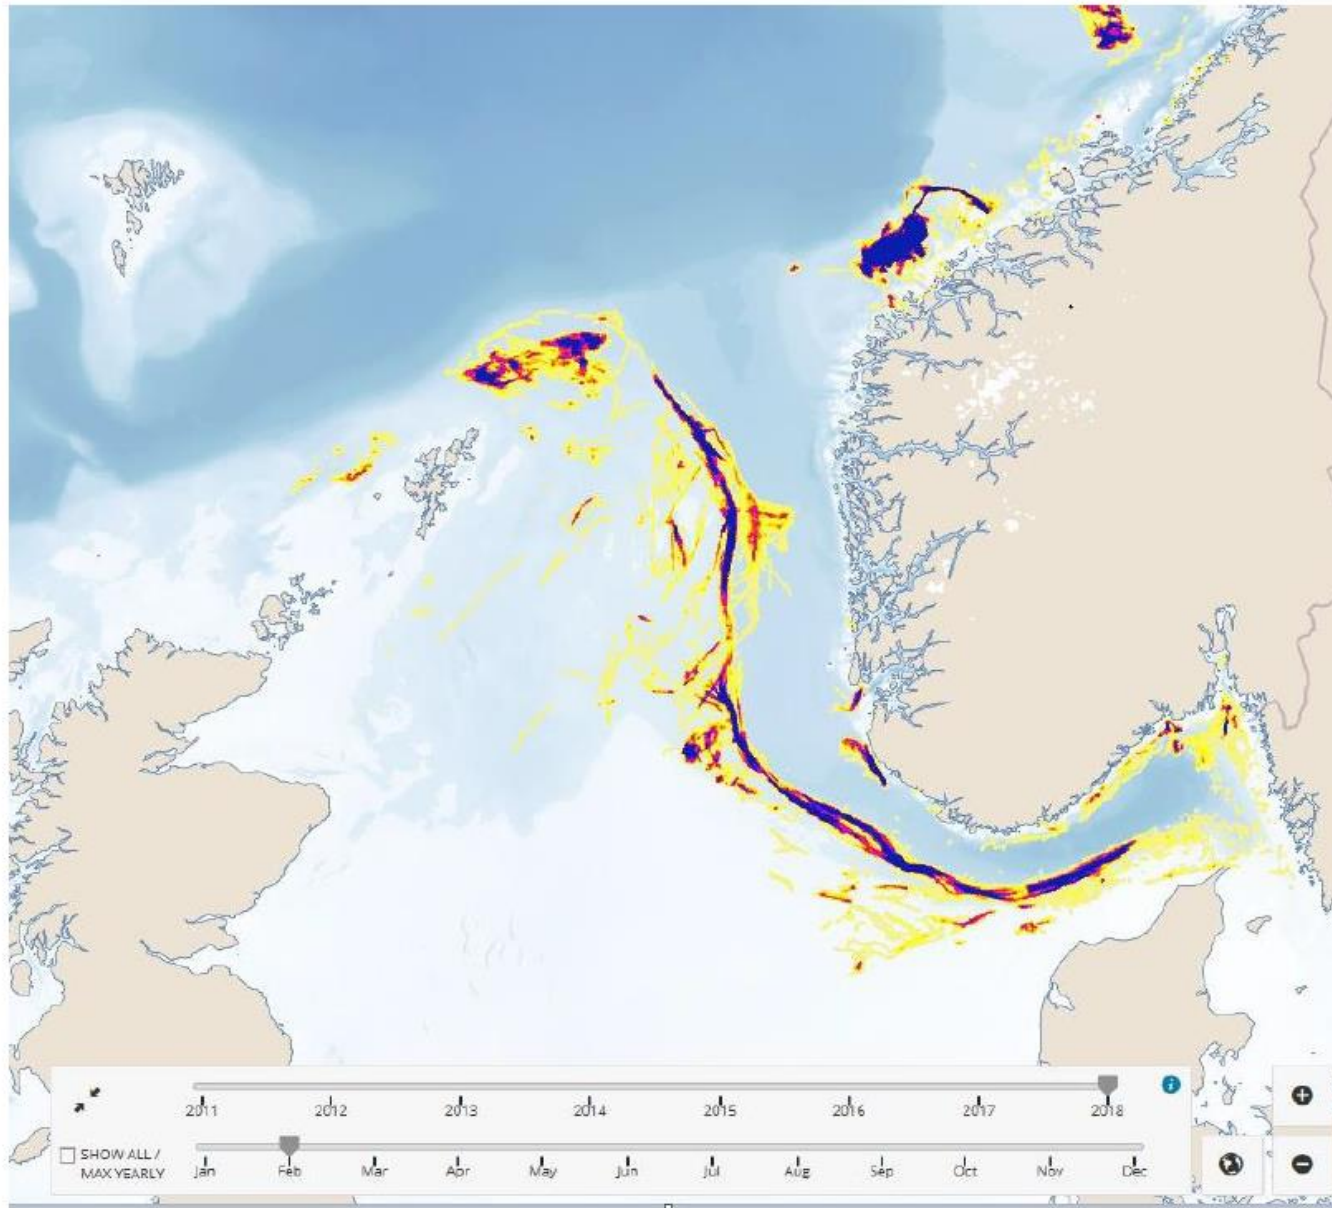 2011 2012 2013 2014 2015 2016 2017 2018
SHOW ALL /
MAX YEARLY
Jan Feb Mar Apr May Jun Jul Aug Sep Oct Nov Dec